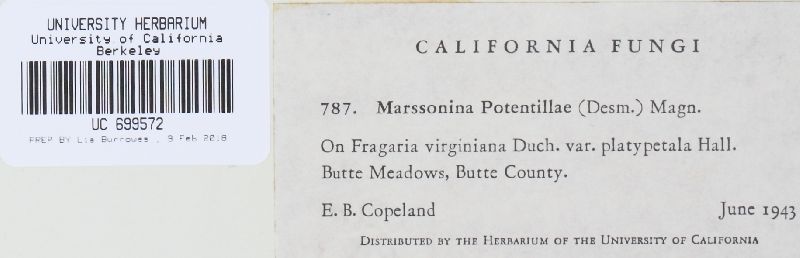 UNIVERSITY HERBARIUM
University of California
Berkeley
UC 699572
PREP BY Lia Burrowes , 9 Feb 2018
CALIFORNIA FUNGI
787. Marssonina Potentillae (Desm.) Magn.
On Fragaria virginiana Duch. var. platypetala Hall.
Butte Meadows, Butte County.
E. B. Copeland June 1943
DISTRIBUTED BY THE HERBARIUM OF THE UNIVERSITY OF CALIFORNIA